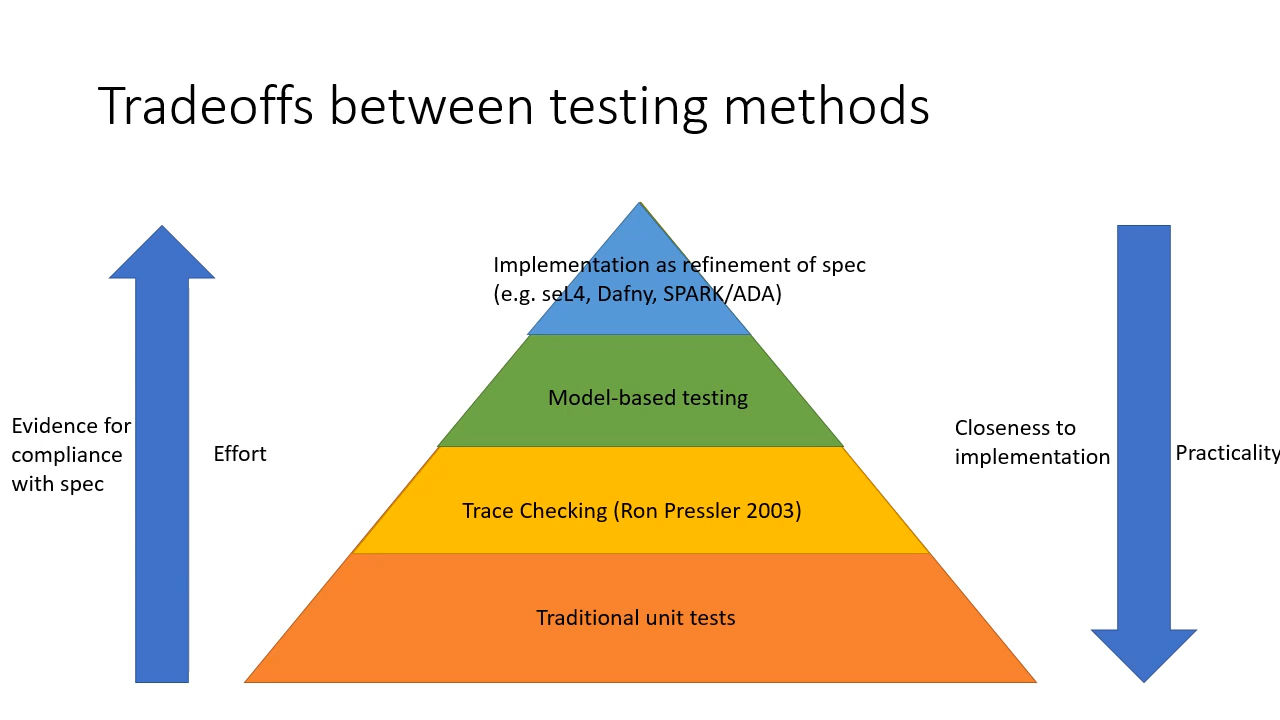 Tradeoffs between testing methods
Implementation as refinement of spec
(e.g. seL4, Dafny, SPARK/ADA)
Model-based testing
Evidence for
compliance
with spec
Effort
Closeness to
implementation
Practicality
Trace Checking (Ron Pressler 2003)
Traditional unit tests